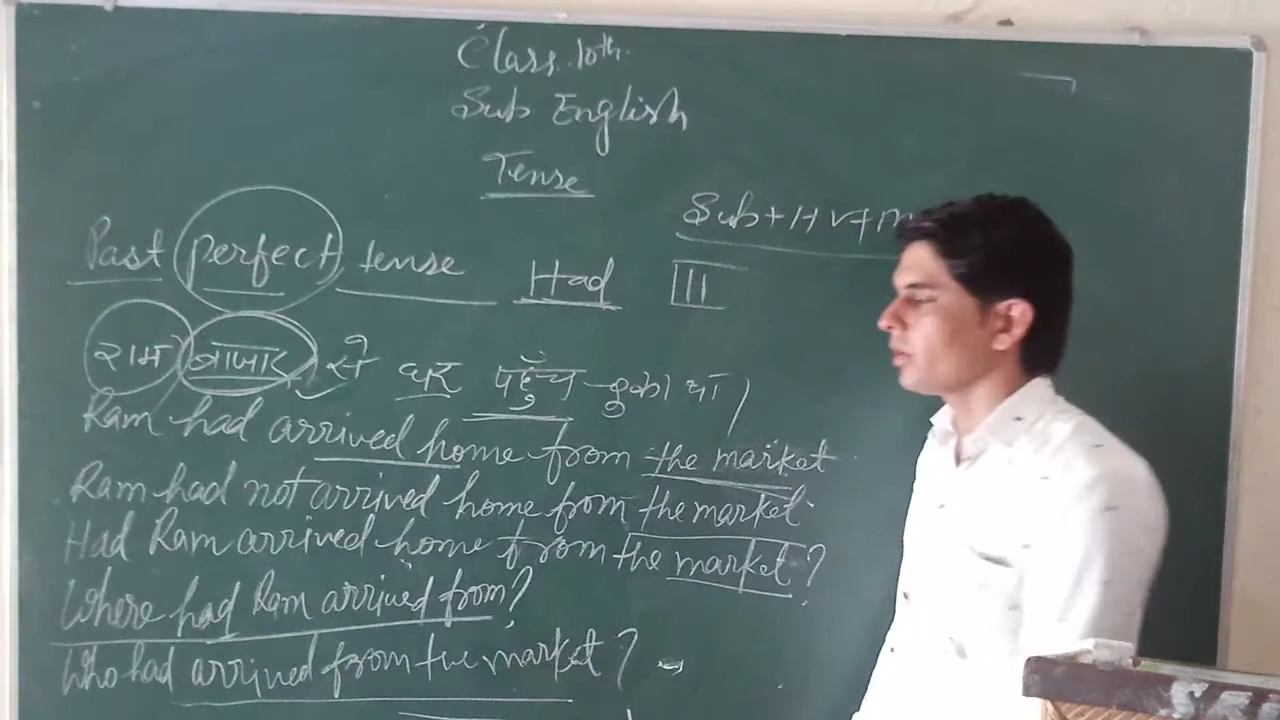 Class. 10th.
Sub English
Tense
Sub + H V + M
Past perfect tense Had III
राम बाजार से घर पहुँच चुका था।
Ram had arrived home from the market
Ram had not arrived home from the market.
Had Ram arrived home from the market?
Where had Ram arrived from?
Who had arrived from the market?